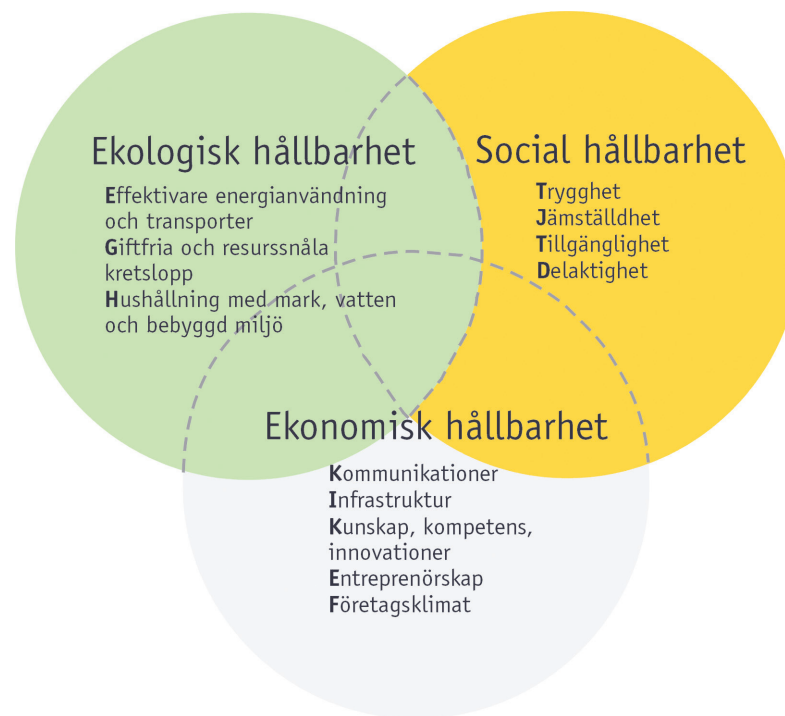 Ekologisk hållbarhet
Effektivare energianvändning
och transporter
Giftfria och resurssnåla
kretslopp
Hushållning med mark, vatten
och bebyggd miljö
Social hållbarhet
Trygghet
Jämställdhet
Tillgänglighet
Delaktighet
Ekonomisk hållbarhet
Kommunikationer
Infrastruktur
Kunskap, kompetens,
innovationer
Entreprenörskap
Företagsklimat